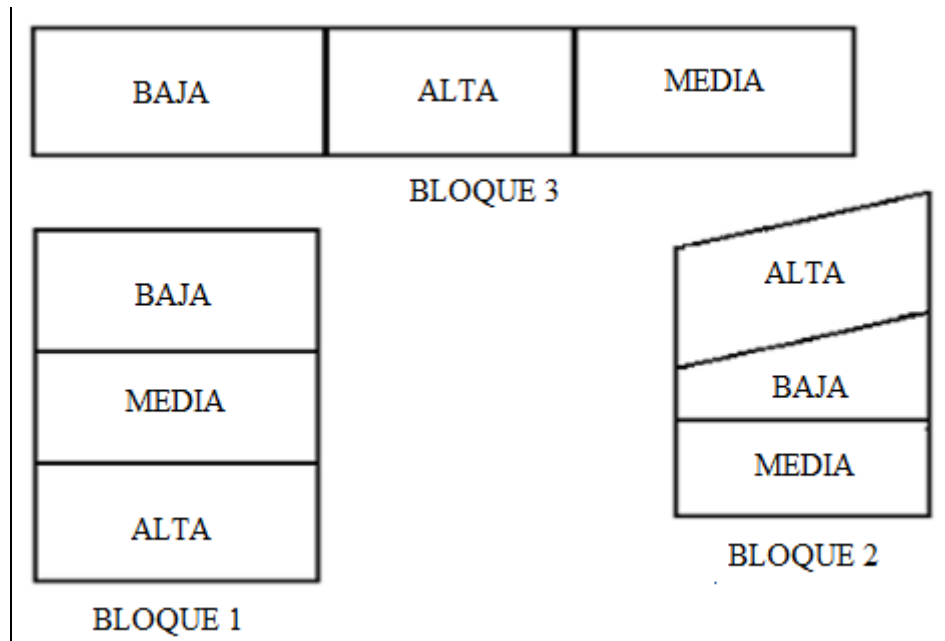 BAJA ALTA MEDIA
BLOQUE 3
BAJA
MEDIA
ALTA
BLOQUE 1
ALTA
BAJA
MEDIA
BLOQUE 2